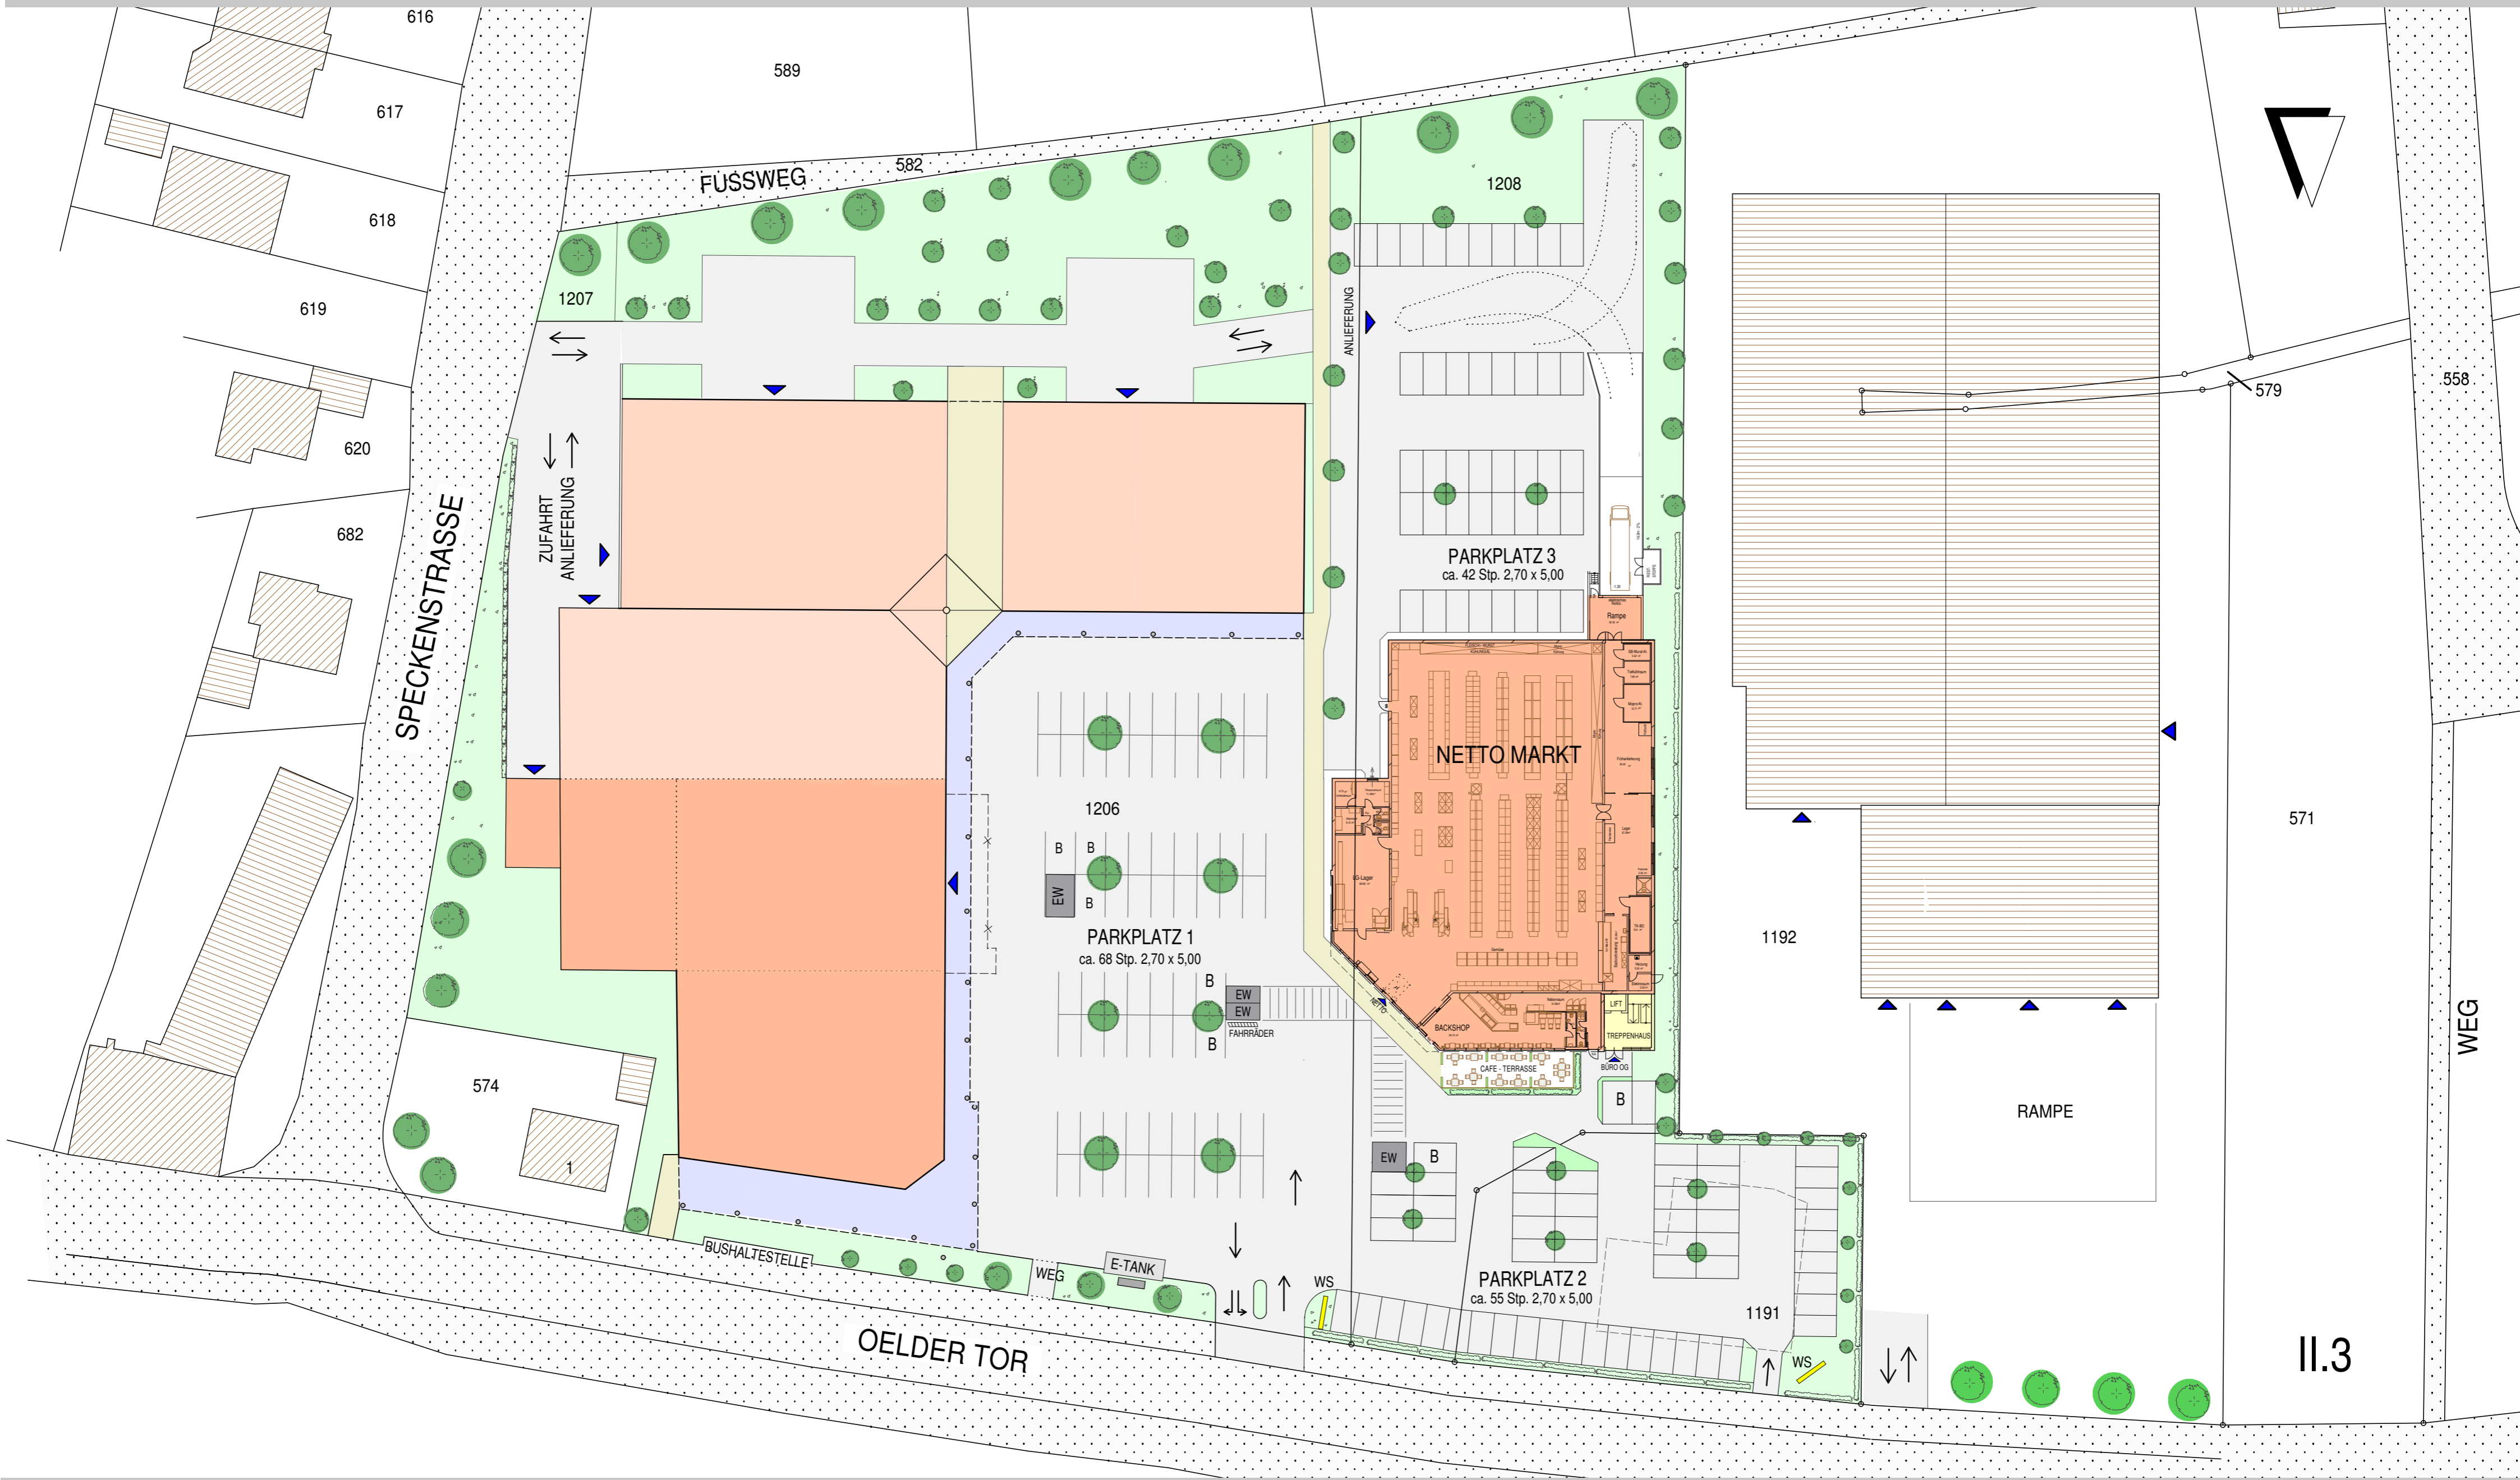 616
589
617
582
FUSSWEG
1208
618
1207
619
ANLIEFERUNG
558
579
620
ZUFAHRT
ANLIEFERUNG
682
SPECKENSTRASSE
PARKPLATZ 3
ca. 42 Stp. 2,70 x 5,00
Rampe
NETTO MARKT
1206
571
B
B
EW
B
LG-Lager
Lager
PARKPLATZ 1
ca. 68 Stp. 2,70 x 5,00
1192
B
EW
EW
FAHRRÄDER
B
NETTO
BACKSHOP
LIFT
TREPPENHAUS
CAFE - TERRASSE
BÜRO OG
WEG
574
B
RAMPE
1
EW
B
BUSHALTESTELLE
WEG
E-TANK
WS
PARKPLATZ 2
ca. 55 Stp. 2,70 x 5,00
1191
OELDER TOR
WS
II.3